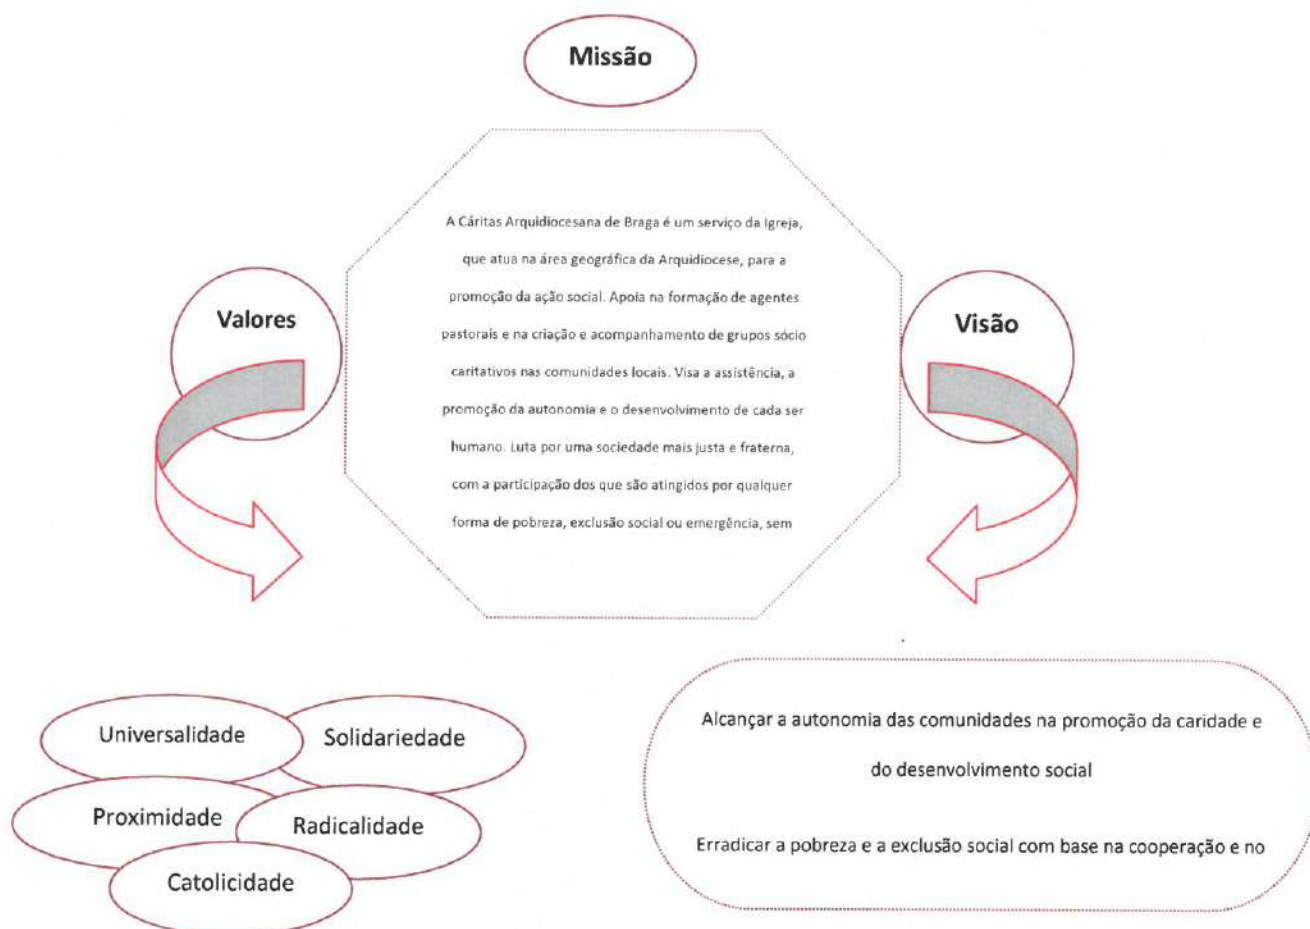 Missão
A Cáritas Arquidiocesana de Braga é um serviço da Igreja,
que atua na área geográfica da Arquidiocese, para a
promoção da ação social. Apoia na formação de agentes
pastorais e na criação e acompanhamento de grupos sócio
caritativos nas comunidades locais. Visa a assistência, a
promoção da autonomia e o desenvolvimento de cada ser
humano. Luta por uma sociedade mais justa e fraterna,
com a participação dos que são atingidos por qualquer
forma de pobreza, exclusão social ou emergência, sem
Valores
Visão
Universalidade
Solidariedade
Proximidade
Radicalidade
Catolicidade
Alcançar a autonomia das comunidades na promoção da caridade e
do desenvolvimento social
Erradicar a pobreza e a exclusão social com base na cooperação e no